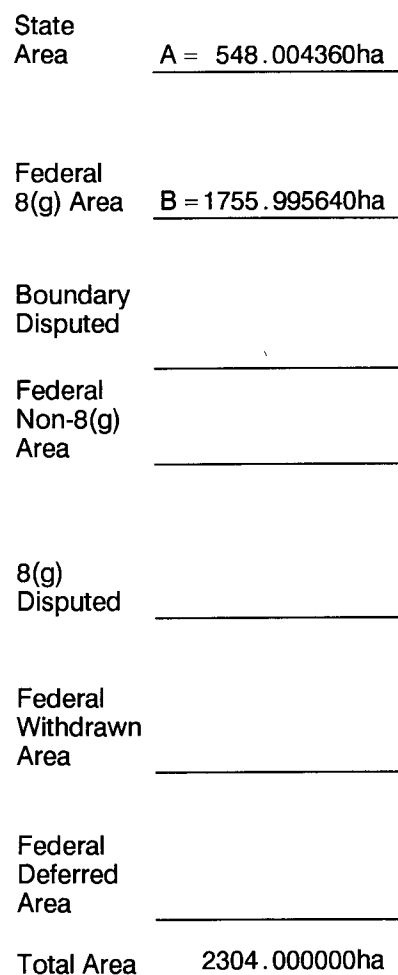 State
Area A = 548.004360ha
Federal
8(g) Area B = 1755.995640ha
Boundary
Disputed
Federal
Non-8(g)
Area
8(g)
Disputed
Federal
Withdrawn
Area
Federal
Deferred
Area
Total Area 2304.000000ha